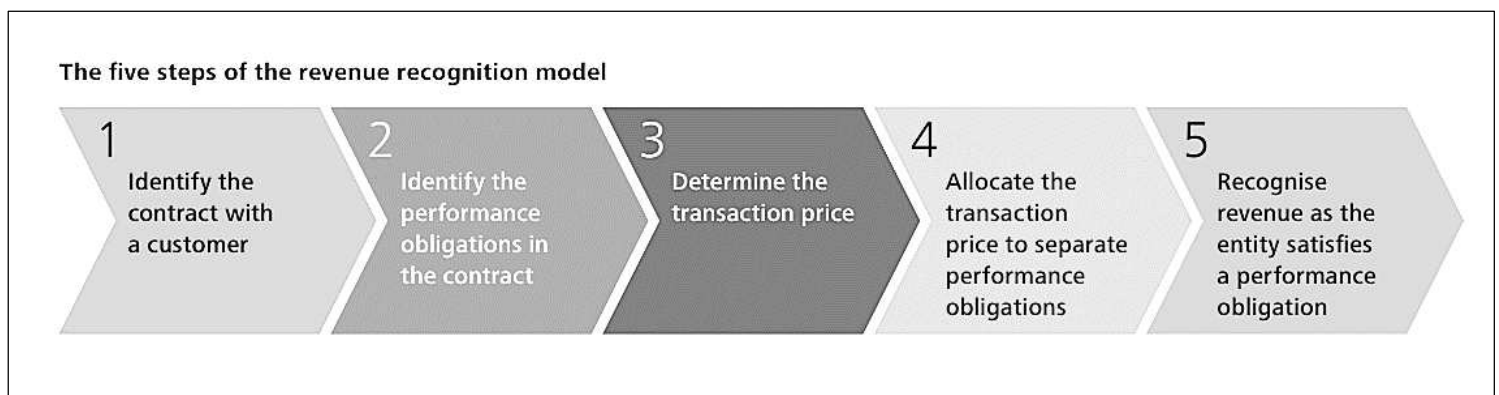 The five steps of the revenue recognition model
1
Identify the
contract with
a customer
2
Identify the
performance
obligations in
the contract
3
Determine the
transaction price
4
Allocate the
transaction
price to separate
performance
obligations
5
Recognise
revenue as the
entity satisfies
a performance
obligation